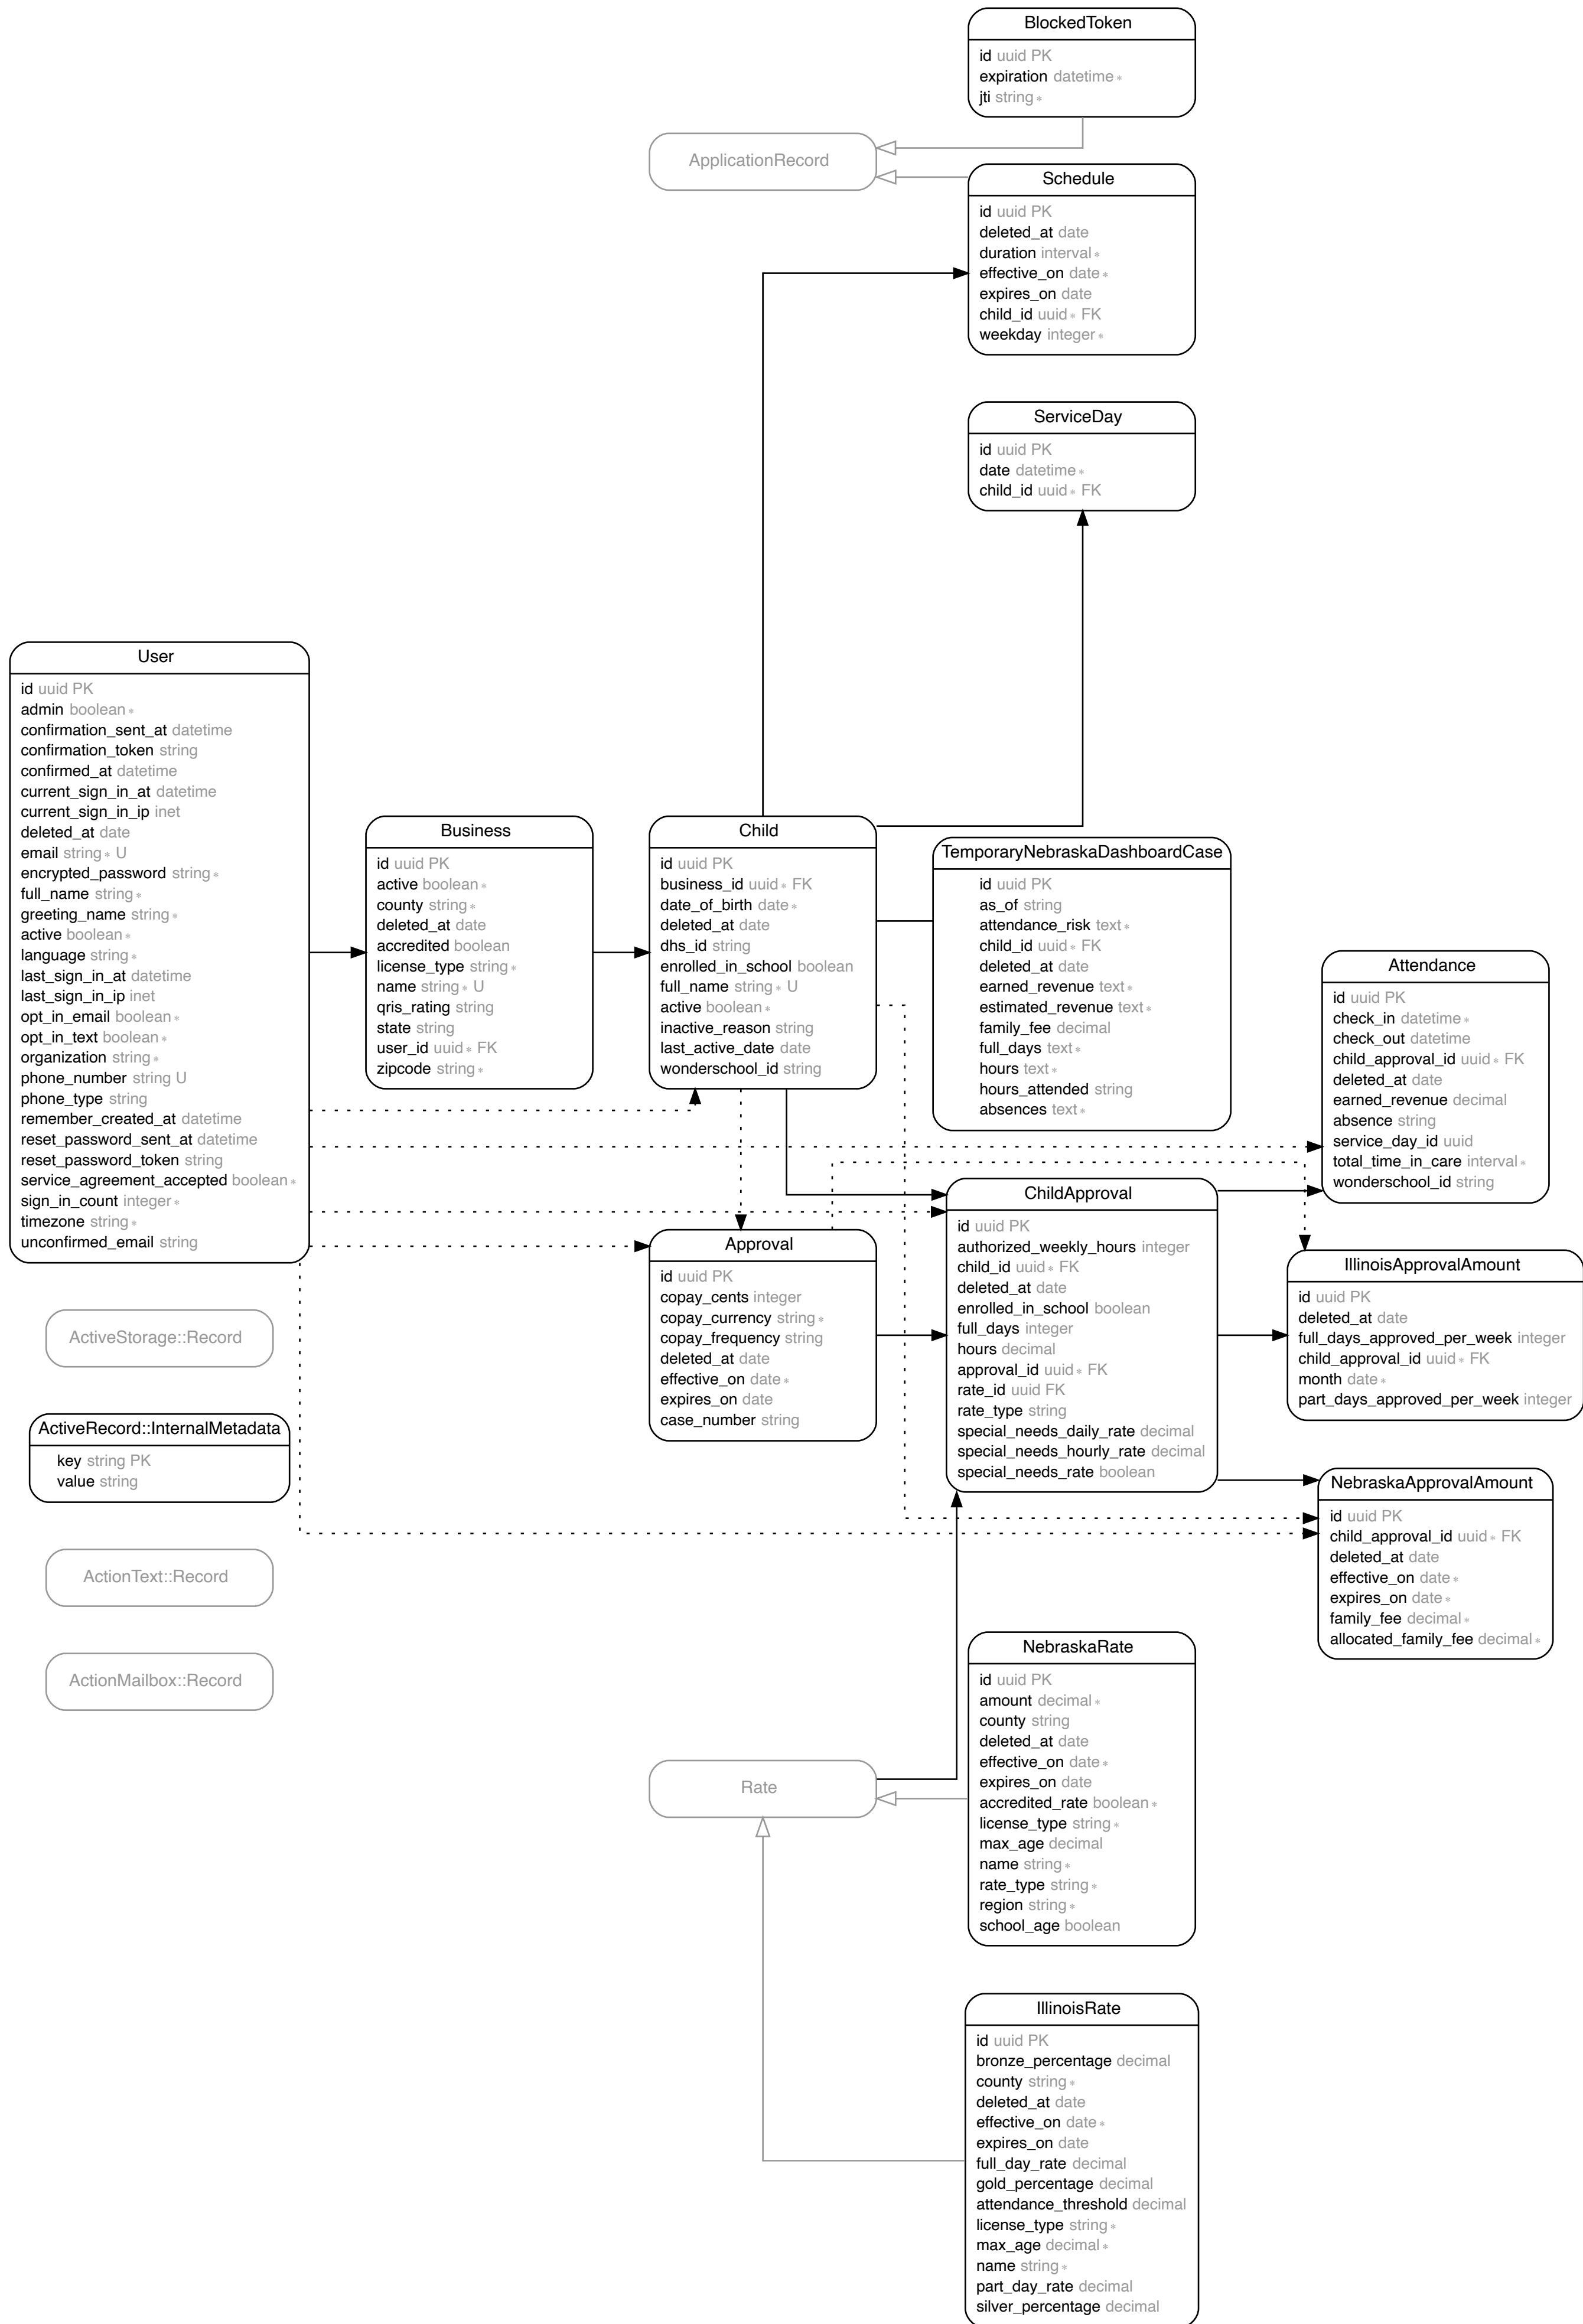 BlockedToken
id uuid PK
expiration datetime *
jti string *
ApplicationRecord
Schedule
id uuid PK
deleted_at date
duration interval *
effective_on date *
expires_on date
child_id uuid * FK
weekday integer *
ServiceDay
id uuid PK
date datetime *
child_id uuid * FK
User
id uuid PK
admin boolean *
confirmation_sent_at datetime
confirmation_token string
confirmed_at datetime
current_sign_in_at datetime
current_sign_in_ip inet
deleted_at date
email string * U
encrypted_password string *
full_name string *
greeting_name string *
active boolean *
language string *
last_sign_in_at datetime
last_sign_in_ip inet
opt_in_email boolean *
opt_in_text boolean *
organization string *
phone_number string U
phone_type string
remember_created_at datetime
reset_password_sent_at datetime
reset_password_token string
service_agreement_accepted boolean *
sign_in_count integer *
timezone string *
unconfirmed_email string
Business
id uuid PK
active boolean *
county string *
deleted_at date
accredited boolean
license_type string *
name string * U
qris_rating string
state string
user_id uuid * FK
zipcode string *
Child
id uuid PK
business_id uuid * FK
date_of_birth date *
deleted_at date
dhs_id string
enrolled_in_school boolean
full_name string * U
active boolean *
inactive_reason string
last_active_date date
wonderschool_id string
TemporaryNebraskaDashboardCase
id uuid PK
as_of string
attendance_risk text *
child_id uuid * FK
deleted_at date
earned_revenue text *
estimated_revenue text *
family_fee decimal
full_days text *
hours text *
hours_attended string
absences text *
Attendance
id uuid PK
check_in datetime *
check_out datetime
child_approval_id uuid * FK
deleted_at date
earned_revenue decimal
absence string
service_day_id uuid
total_time_in_care interval *
wonderschool_id string
ChildApproval
id uuid PK
authorized_weekly_hours integer
child_id uuid * FK
deleted_at date
enrolled_in_school boolean
full_days integer
hours decimal
approval_id uuid * FK
rate_id uuid FK
rate_type string
special_needs_daily_rate decimal
special_needs_hourly_rate decimal
special_needs_rate boolean
Approval
id uuid PK
copay_cents integer
copay_currency string *
copay_frequency string
deleted_at date
effective_on date *
expires_on date
case_number string
IllinoisApprovalAmount
id uuid PK
deleted_at date
full_days_approved_per_week integer
child_approval_id uuid * FK
month date *
part_days_approved_per_week integer
ActiveStorage::Record
ActiveRecord::InternalMetadata
key string PK
value string
NebraskaApprovalAmount
id uuid PK
child_approval_id uuid * FK
deleted_at date
effective_on date *
expires_on date *
family_fee decimal *
allocated_family_fee decimal *
ActionText::Record
ActionMailbox::Record
NebraskaRate
id uuid PK
amount decimal *
county string
deleted_at date
effective_on date *
expires_on date
accredited_rate boolean *
license_type string *
max_age decimal
name string *
rate_type string *
region string *
school_age boolean
Rate
IllinoisRate
id uuid PK
bronze_percentage decimal
county string *
deleted_at date
effective_on date *
expires_on date
full_day_rate decimal
gold_percentage decimal
attendance_threshold decimal
license_type string *
max_age decimal *
name string *
part_day_rate decimal
silver_percentage decimal